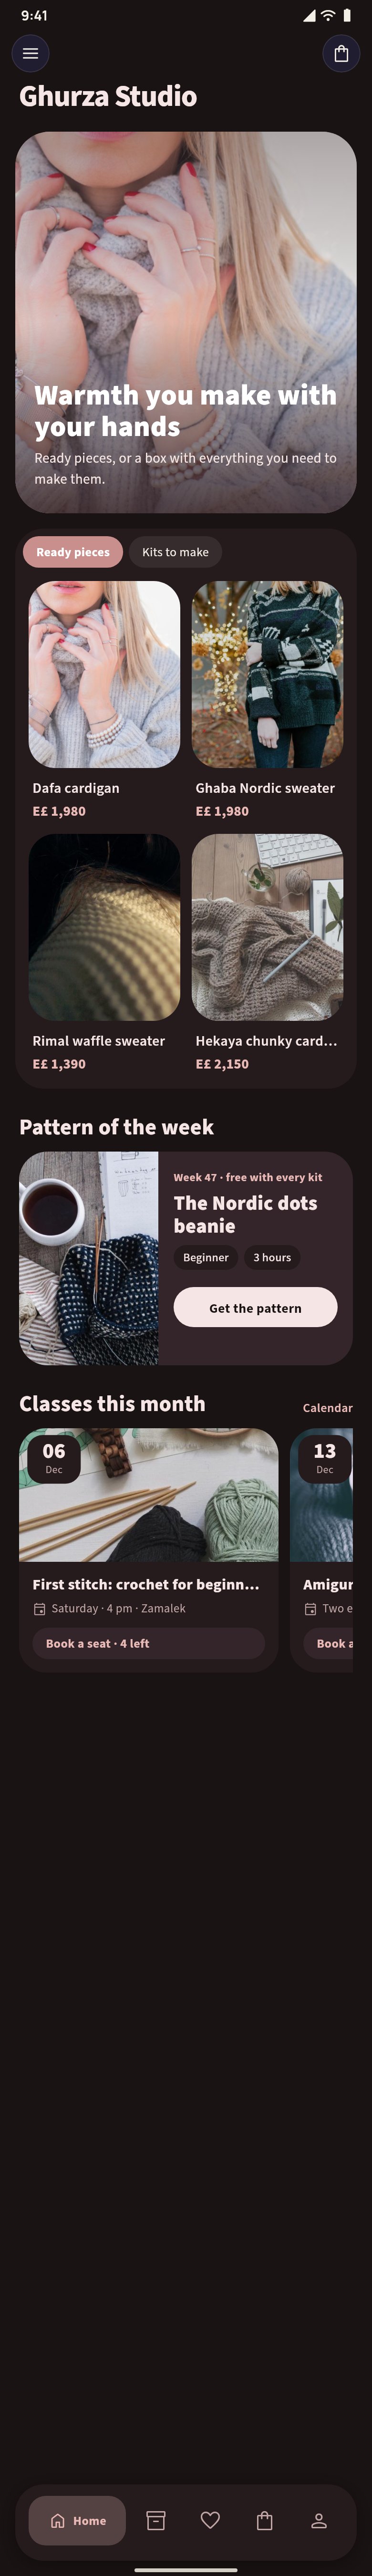 9:41
Ghurza Studio
Warmth you make with
your hands
Ready pieces, or a box with everything you need to
make them.
Ready pieces
Kits to make
Dafa cardigan
E£ 1,980
Ghaba Nordic sweater
E£ 1,980
Rimal waffle sweater
E£ 1,390
Hekaya chunky card…
E£ 2,150
Pattern of the week
Week 47 · free with every kit
The Nordic dots
beanie
Beginner
3 hours
Get the pattern
Classes this month
Calendar
06
Dec
First stitch: crochet for beginn…
Saturday · 4 pm · Zamalek
Book a seat · 4 left
13
Dec
Amigur
Two e
Book a
Home